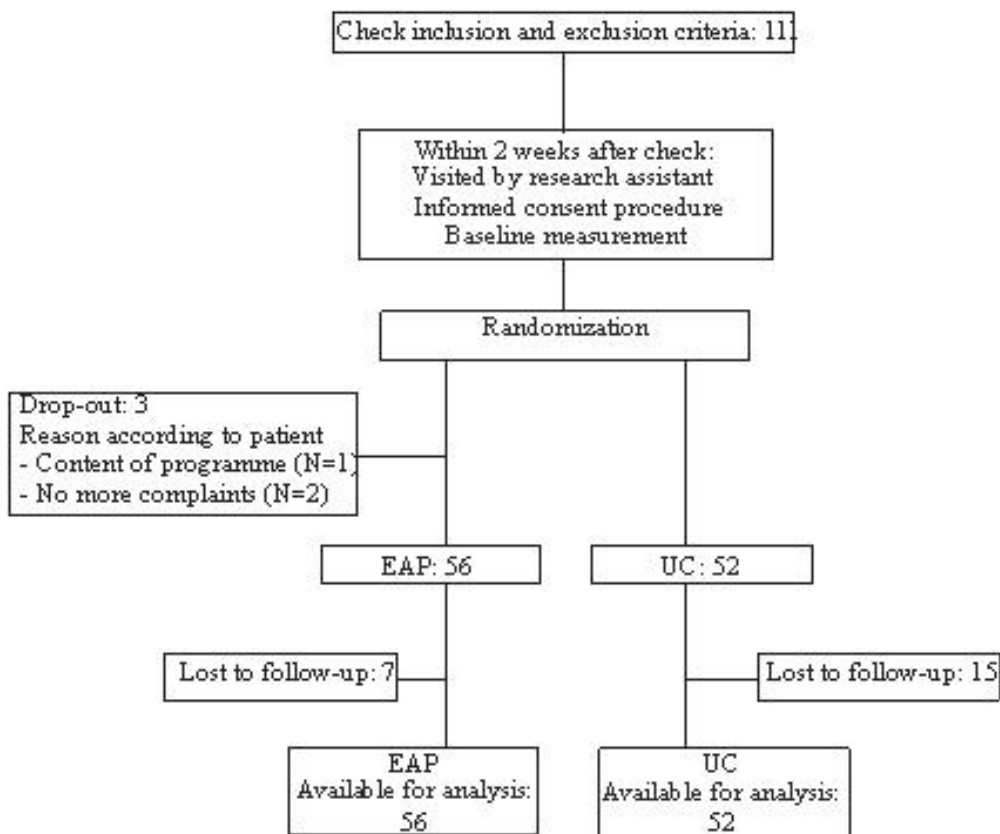 Check inclusion and exclusion criteria: 111
Within 2 weeks after check:
Visited by research assistant
Informed consent procedure
Baseline measurement
Randomization
Drop-out: 3
Reason according to patient
- Content of programme (N=1)
- No more complaints (N=2)
EAP: 56
UC: 52
Lost to follow-up: 7
Lost to follow-up: 15
EAP
Available for analysis:
56
UC
Available for analysis:
52